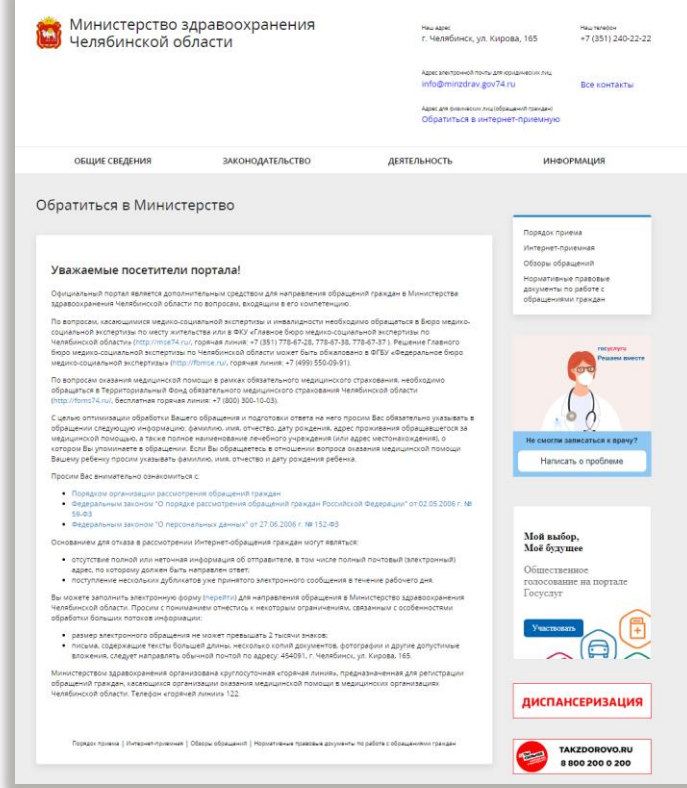 Министерство здравоохранения
Челябинской области
Наш адрес
г. Челябинск, ул. Кирова, 165
Наш телефон
+7 (351) 240-22-22
Адрес электронной почты для юридических лиц
info@minzdrav.gov74.ru
Все контакты
Адрес для физических лиц (обращений граждан)
Обратиться в интернет-приемную
ОБЩИЕ СВЕДЕНИЯ
ЗАКОНОДАТЕЛЬСТВО
ДЕЯТЕЛЬНОСТЬ
ИНФОРМАЦИЯ
Обратиться в Министерство
Уважаемые посетители портала!
Официальный портал является дополнительным средством для направления обращений граждан в Министерства
здравоохранения Челябинской области по вопросам, входящим в его компетенцию.
По вопросам, касающимися медико-социальной экспертизы и инвалидности необходимо обращаться в Бюро медико-
социальной экспертизы по месту жительства или в ФКУ «Главное бюро медико-социальной экспертизы по
Челябинской области» (http://mse74.ru/, горячая линия: +7 (351) 778-67-28, 778-67-38, 778-67-37 ). Решение Главного
бюро медико-социальной экспертизы по Челябинской области может быть обжаловано в ФГБУ «Федеральное бюро
медико-социальной экспертизы» (http://fbmse.ru/, горячая линия: +7 (499) 550-09-91).
По вопросам оказания медицинской помощи в рамках обязательного медицинского страхования, необходимо
обращаться в Территориальный Фонд обязательного медицинского страхования Челябинской области
(http://foms74.ru/, бесплатная горячая линия: +7 (800) 300-10-03).
С целью оптимизации обработки Вашего обращения и подготовки ответа на него просим Вас обязательно указывать в
обращении следующую информацию: фамилию, имя, отчество, дату рождения, адрес проживания обращавшегося за
медицинской помощью, а также полное наименование лечебного учреждения (или адрес местонахождения), о
котором Вы упоминаете в обращении. Если Вы обращаетесь в отношении вопроса оказания медицинской помощи
Вашему ребенку просим указывать фамилию, имя, отчество и дату рождения ребенка.
Просим Вас внимательно ознакомиться с:
Порядком организации рассмотрения обращений граждан
Федеральным законом "О порядке рассмотрения обращений граждан Российской Федерации" от 02.05.2006 г. №
59-ФЗ
Федеральным законом "О персональных данных" от 27.06.2006 г. № 152-ФЗ
Основанием для отказа в рассмотрении Интернет-обращения граждан могут являться:
отсутствие полной или неточная информация об отправителе, в том числе полный почтовый (электронный)
адрес, по которому должен быть направлен ответ;
поступление нескольких дубликатов уже принятого электронного сообщения в течение рабочего дня.
Вы можете заполнить электронную форму (перейти) для направления обращения в Министерство здравоохранения
Челябинской области. Просим с пониманием отнестись к некоторым ограничениям, связанным с особенностями
обработки больших потоков информации:
размер электронного обращения не может превышать 2 тысячи знаков;
письма, содержащие тексты большей длины, несколько копий документов, фотографии и другие допустимые
вложения, следует направлять обычной почтой по адресу: 454091, г. Челябинск, ул. Кирова, 165.
Министерством здравоохранения организована круглосуточная «горячая линия», предназначенная для регистрации
обращений граждан, касающихся организации оказания медицинской помощи в медицинских организациях
Челябинской области. Телефон «горячей линии» 122
Порядок приема | Интернет-приемная | Обзоры обращений | Нормативные правовые документы по работе с обращениями граждан
Порядок приема
Интернет-приемная
Обзоры обращений
Нормативные правовые
документы по работе с
обращениями граждан
госуслуги
Решаем вместе
Не смогли записаться к врачу?
Написать о проблеме
Мой выбор,
Моё будущее
Общественное
голосование на портале
Госуслуг
Участвовать
ДИСПАНСЕРИЗАЦИЯ
TAKZDOROVO.RU
8 800 200 0 200